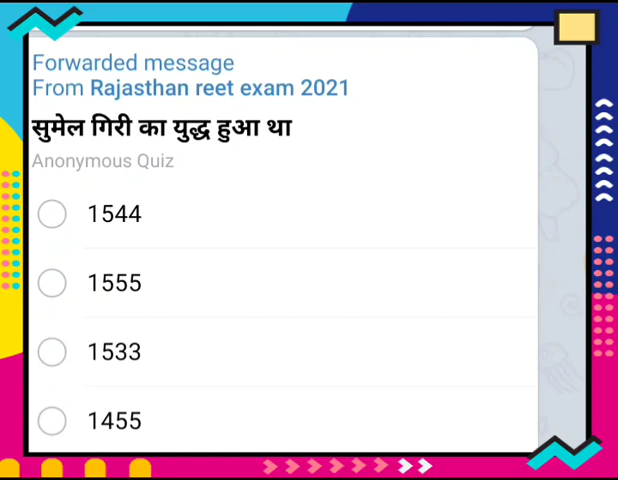 Forwarded message
From Rajasthan reet exam 2021
सुमेल गिरी का युद्ध हुआ था
Anonymous Quiz
1544
1555
1533
1455